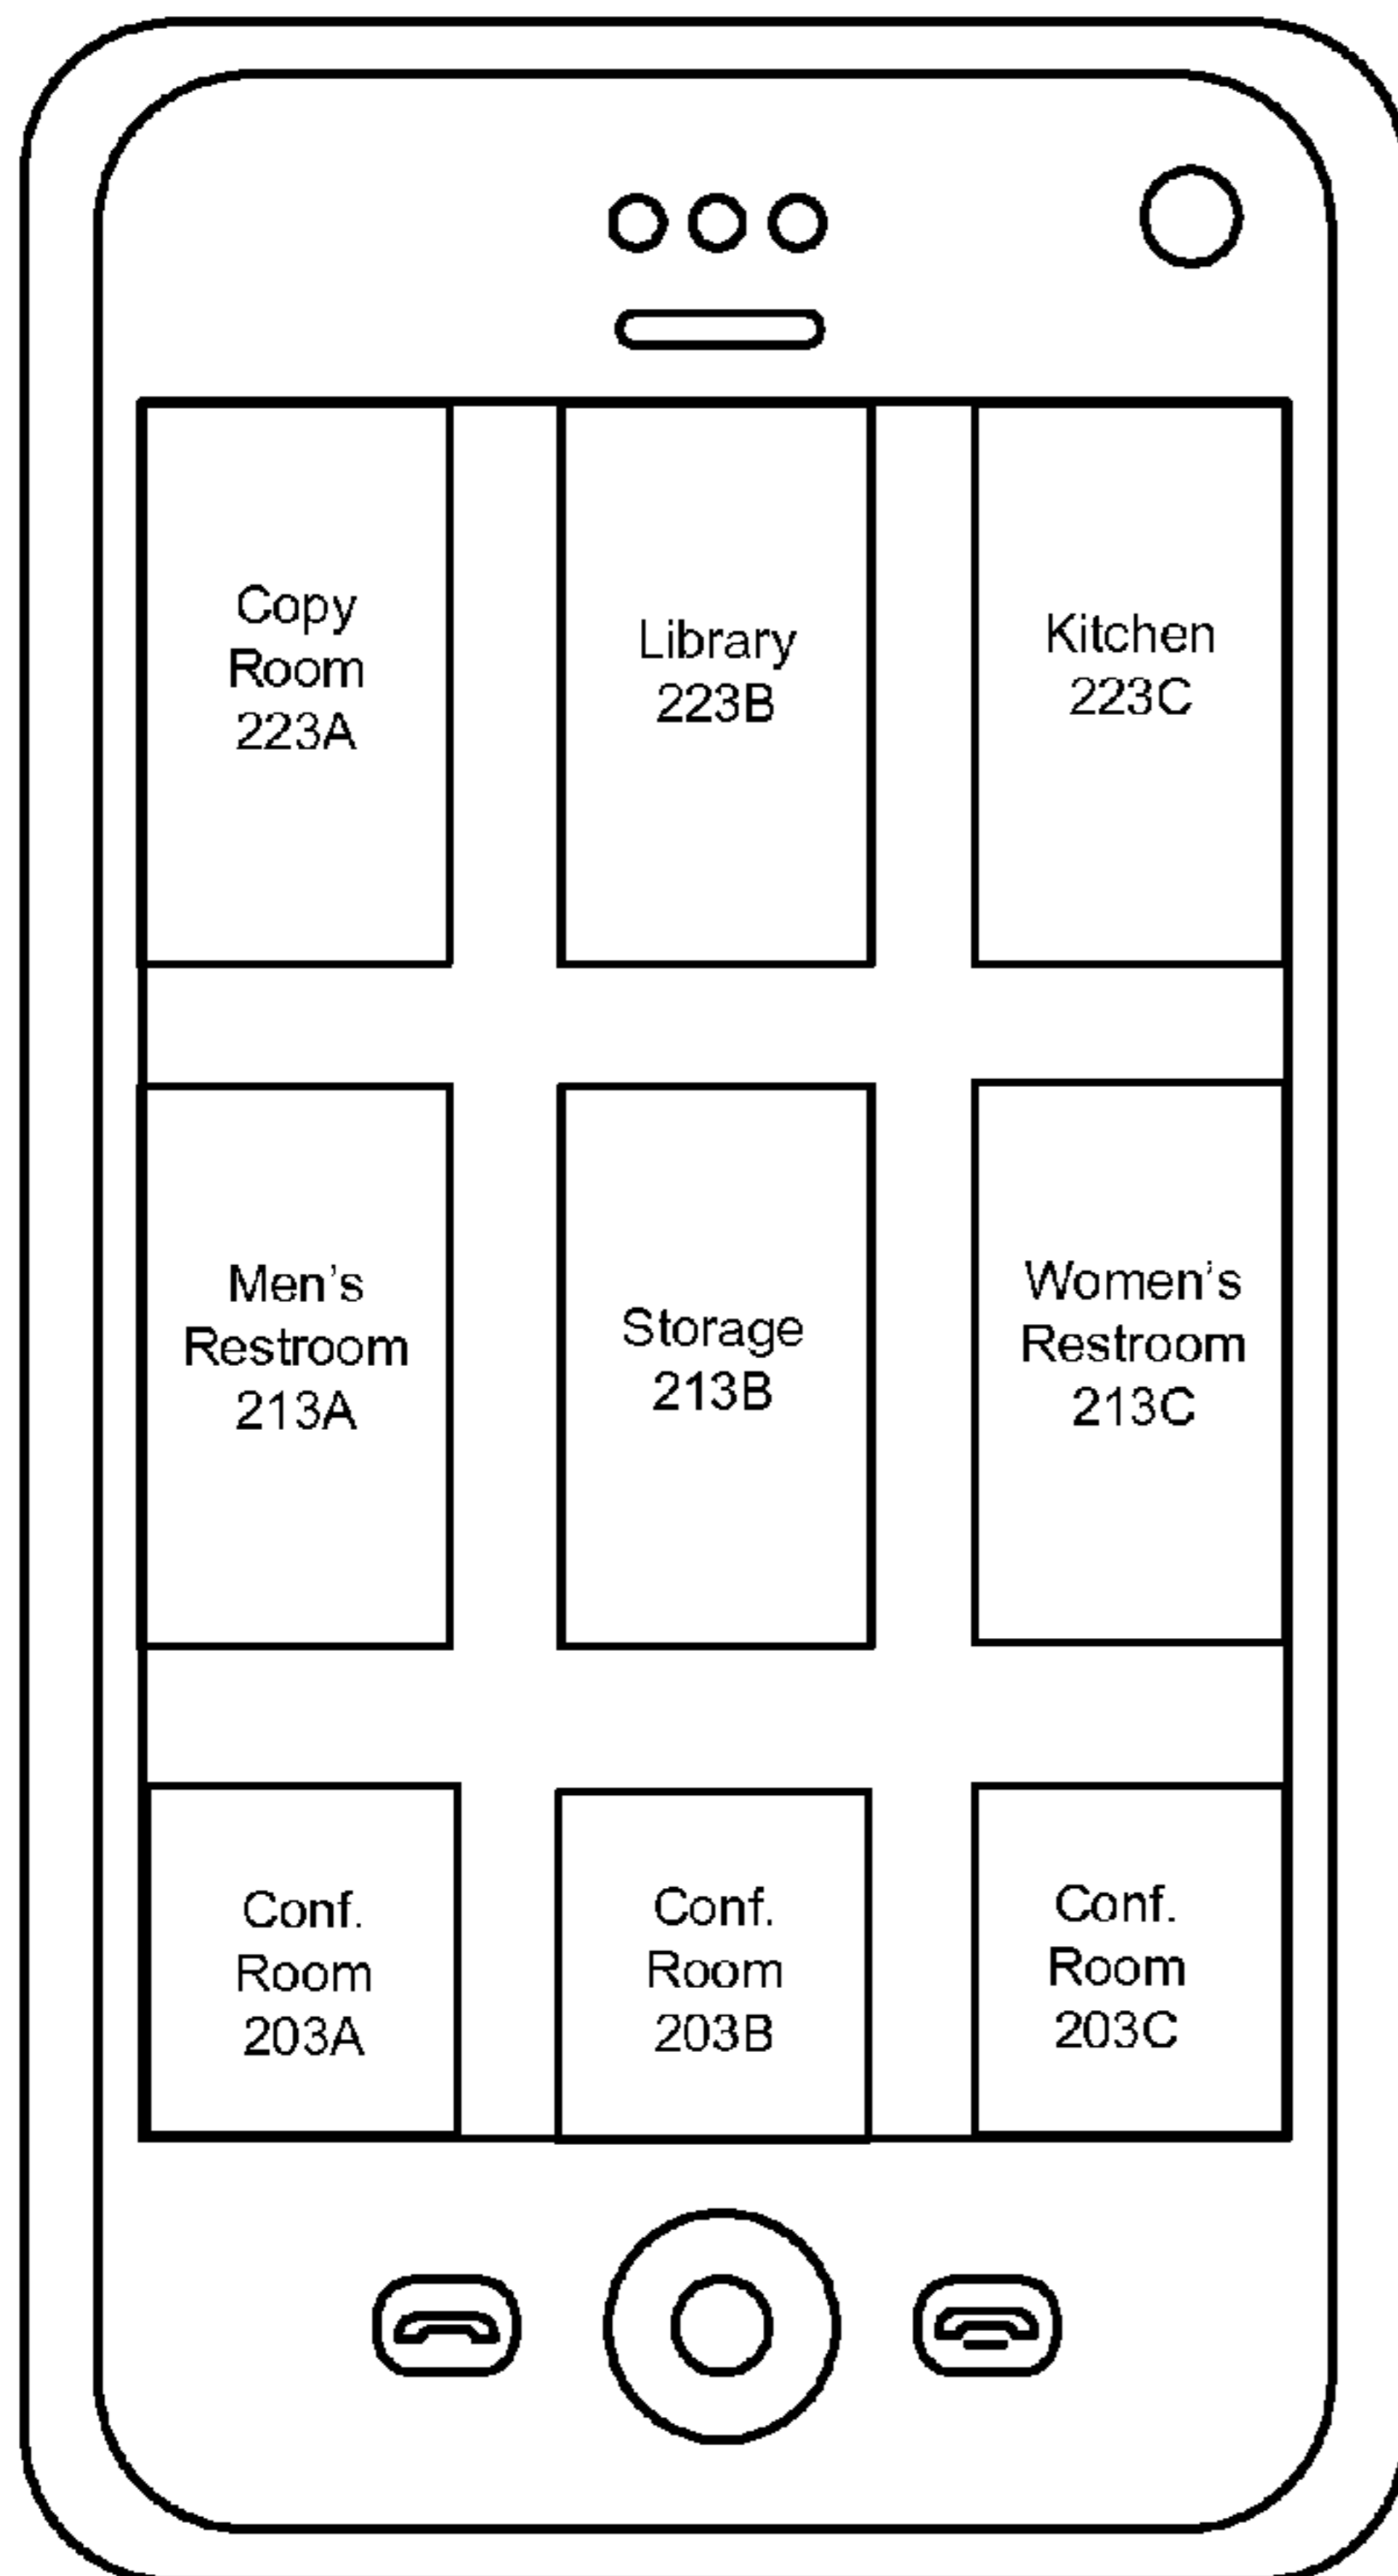 Copy
Room
223A
Library
223B
Kitchen
223C
Men's
Restroom
213A
Storage
213B
Women's
Restroom
213C
Conf.
Room
203A
Conf.
Room
203B
Conf.
Room
203C